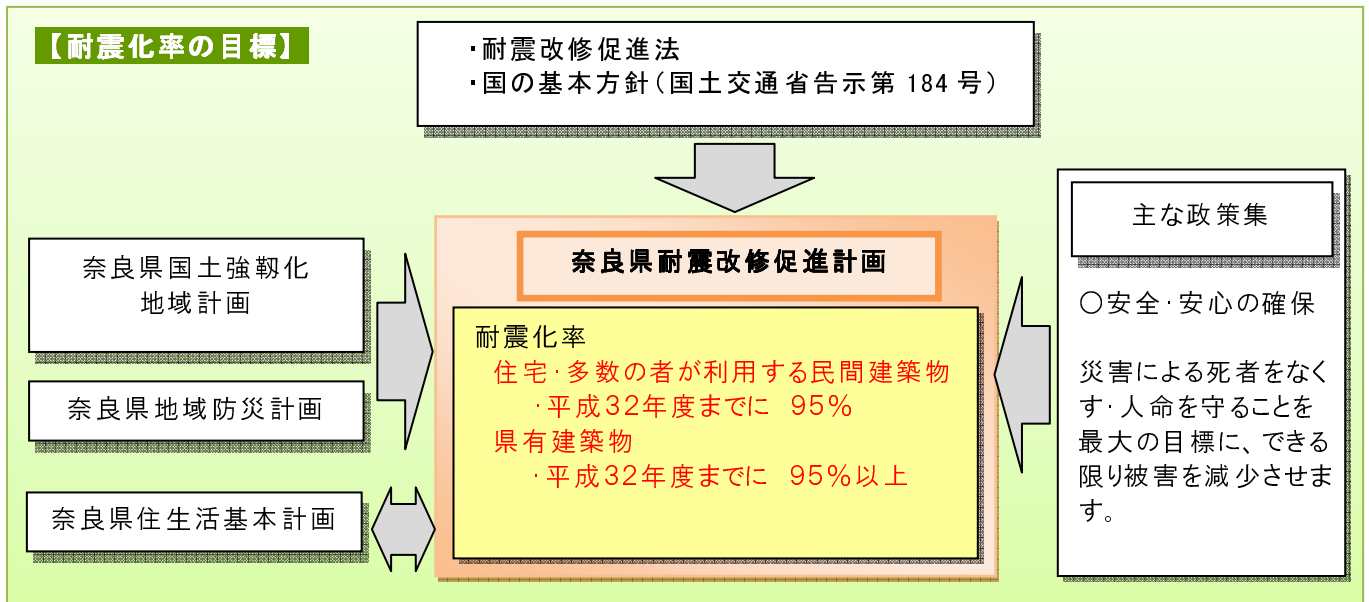 【耐震化率の目標】
・耐震改修促進法
・国の基本方針（国土交通省告示第 184 号）
奈良県国土強靱化
地域計画
奈良県地域防災計画
奈良県住生活基本計画
奈良県耐震改修促進計画
耐震化率
住宅・多数の者が利用する民間建築物
・平成３２年度までに　９５％
県有建築物
・平成３２年度までに　９５％以上
主な政策集
○安全・安心の確保
災害による死者をなく
す・人命を守ることを
最大の目標に、できる
限り被害を減少させま
す。